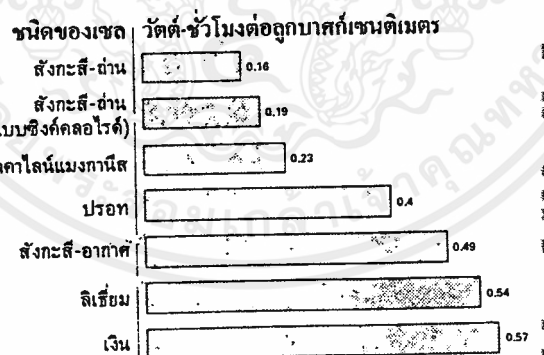 ชนิดของเซล วัตต์-ชั่วโมงต่อลูกบาศก์เซนติเมตร
สังกะสี-ถ่าน 0.16
สังกะสี-ถ่าน 0.19
แบบซิงค์คลอไรด์)
คาไลน์แมงกานีส 0.23
ปรอท 0.4
สังกะสี-อากาศ 0.49
ลิเธี่ยม 0.54
เงิน 0.57